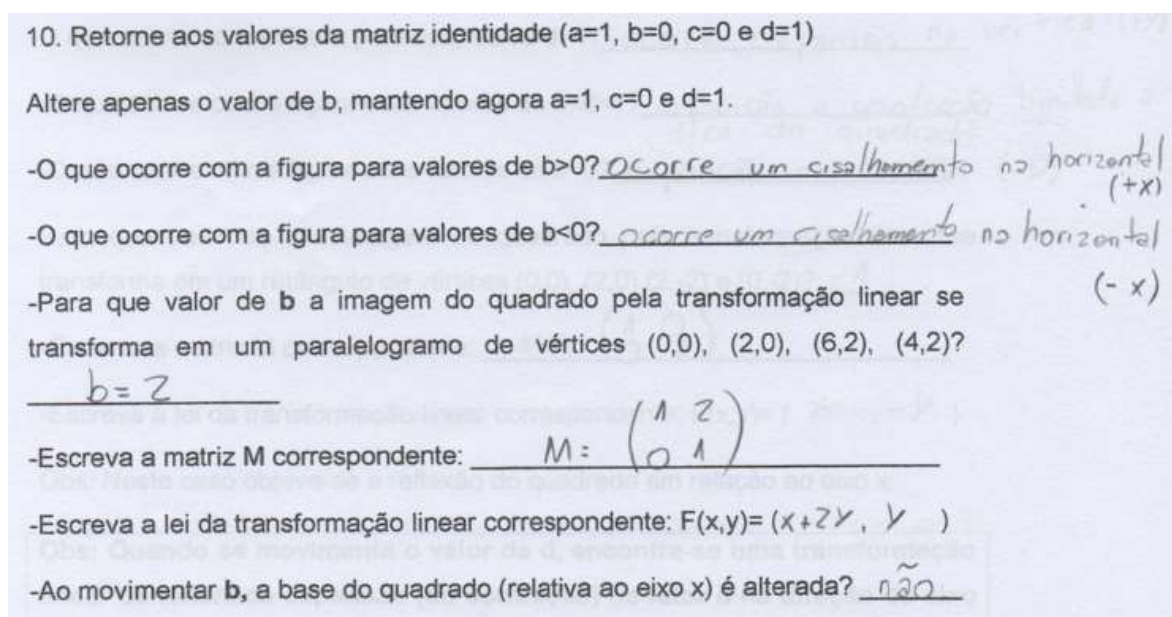 10. Retorne aos valores da matriz identidade (a=1, b=0, c=0 e d=1)
Altere apenas o valor de b, mantendo agora a=1, c=0 e d=1.
-O que ocorre com a figura para valores de b>0? ocorre um cisalhamento na horizontal
(+x)
-O que ocorre com a figura para valores de b<0? ocorre um cisalhamento na horizontal
(-x)
-Para que valor de b a imagem do quadrado pela transformação linear se
transforma em um paralelogramo de vértices (0,0), (2,0), (6,2), (4,2)?
b=2
-Escreva a matriz M correspondente: M: (1 2
0 1)
-Escreva a lei da transformação linear correspondente: F(x,y)= (x+2y, y )
-Ao movimentar b, a base do quadrado (relativa ao eixo x) é alterada? não